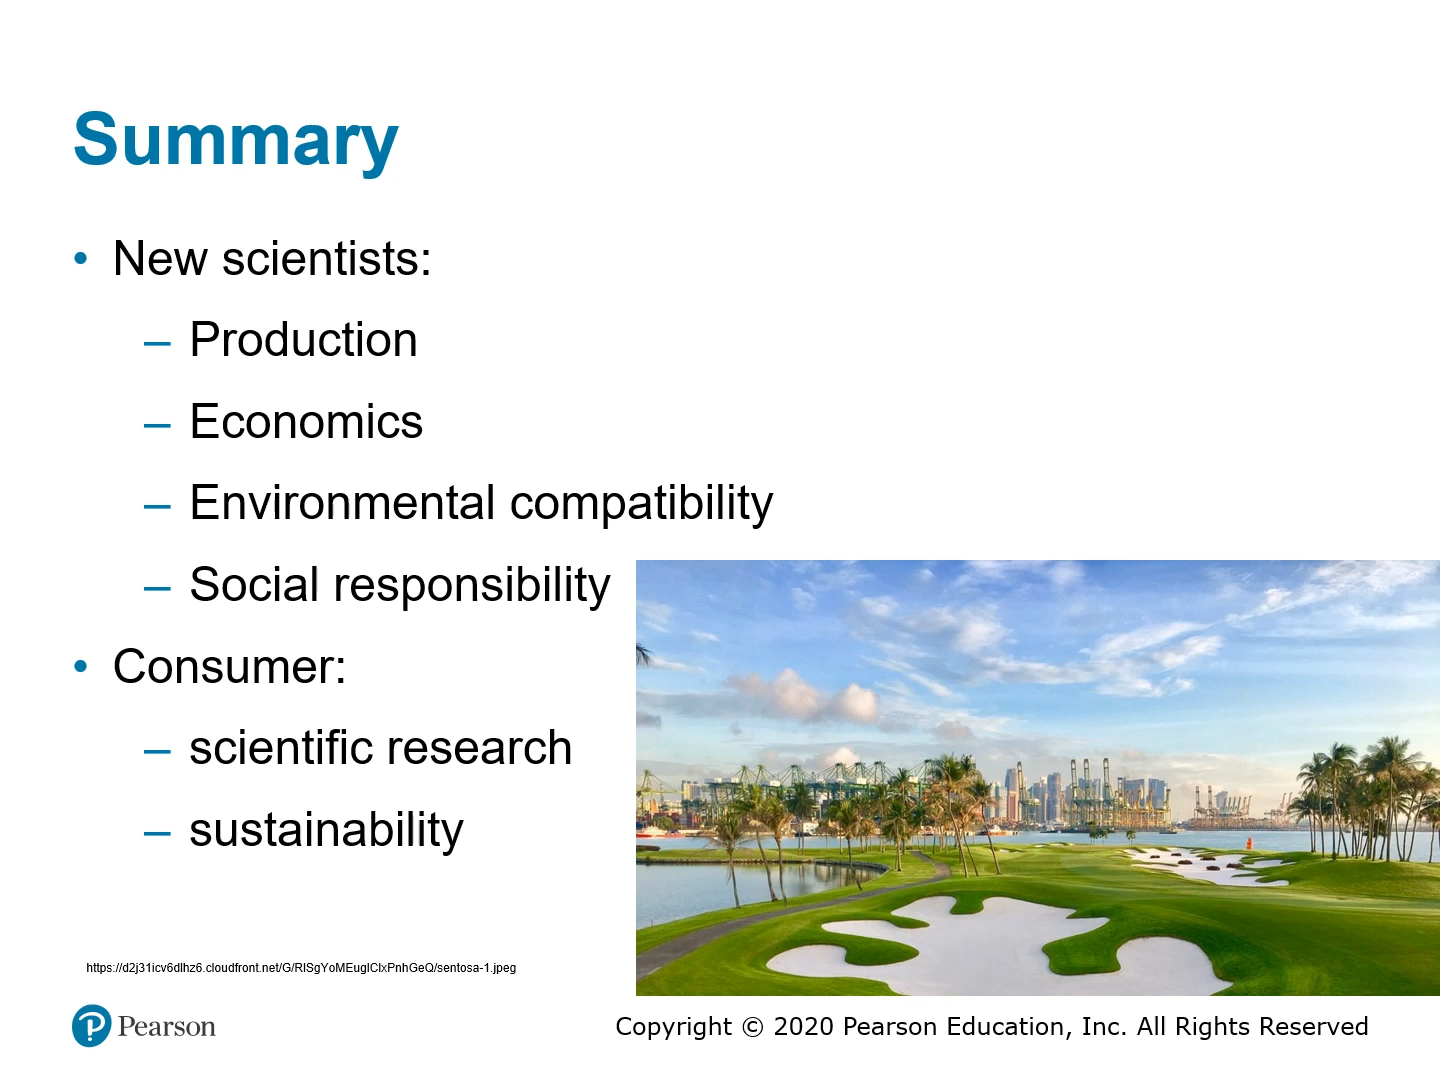 Summary
• New scientists:
– Production
– Economics
– Environmental compatibility
– Social responsibility
• Consumer:
– scientific research
– sustainability
https://d2j31icv6dlhz6.cloudfront.net/G/RlSgYoMEuglCIxPnhGeQ/sentosa-1.jpeg
Pearson
Copyright © 2020 Pearson Education, Inc. All Rights Reserved